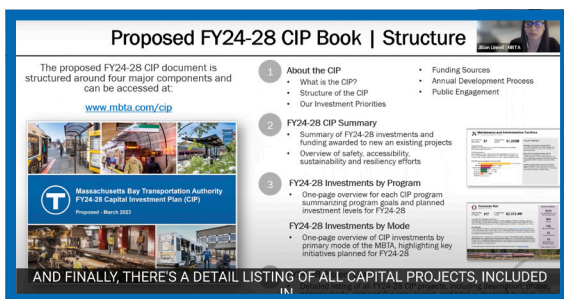 Proposed FY24-28 CIP Book | Structure
Jillian Linnell | MBTA
The proposed FY24-28 CIP document is
structured around four major components and
can be accessed at:
www.mbta.com/cip
Massachusetts Bay Transportation Authority
FY24-28 Capital Investment Plan (CIP)
Proposed - March 2023
1
About the CIP
• What is the CIP?
• Structure of the CIP
• Our Investment Priorities
• Funding Sources
• Annual Development Process
• Public Engagement
2
FY24-28 CIP Summary
• Summary of FY24-28 investments and
funding awarded to new an existing projects
• Overview of safety, accessibility,
sustainability and resiliency efforts
3
FY24-28 Investments by Program
• One-page overview for each CIP program
summarizing program goals and planned
investment levels for FY24-28
FY24-28 Investments by Mode
• One-page overview of CIP investments by
primary mode of the MBTA, highlighting key
initiatives planned for FY24-28
Maintenance and Administrative Facilities
Commuter Rail
AND FINALLY, THERE'S A DETAIL LISTING OF ALL CAPITAL PROJECTS, INCLUDED
IN